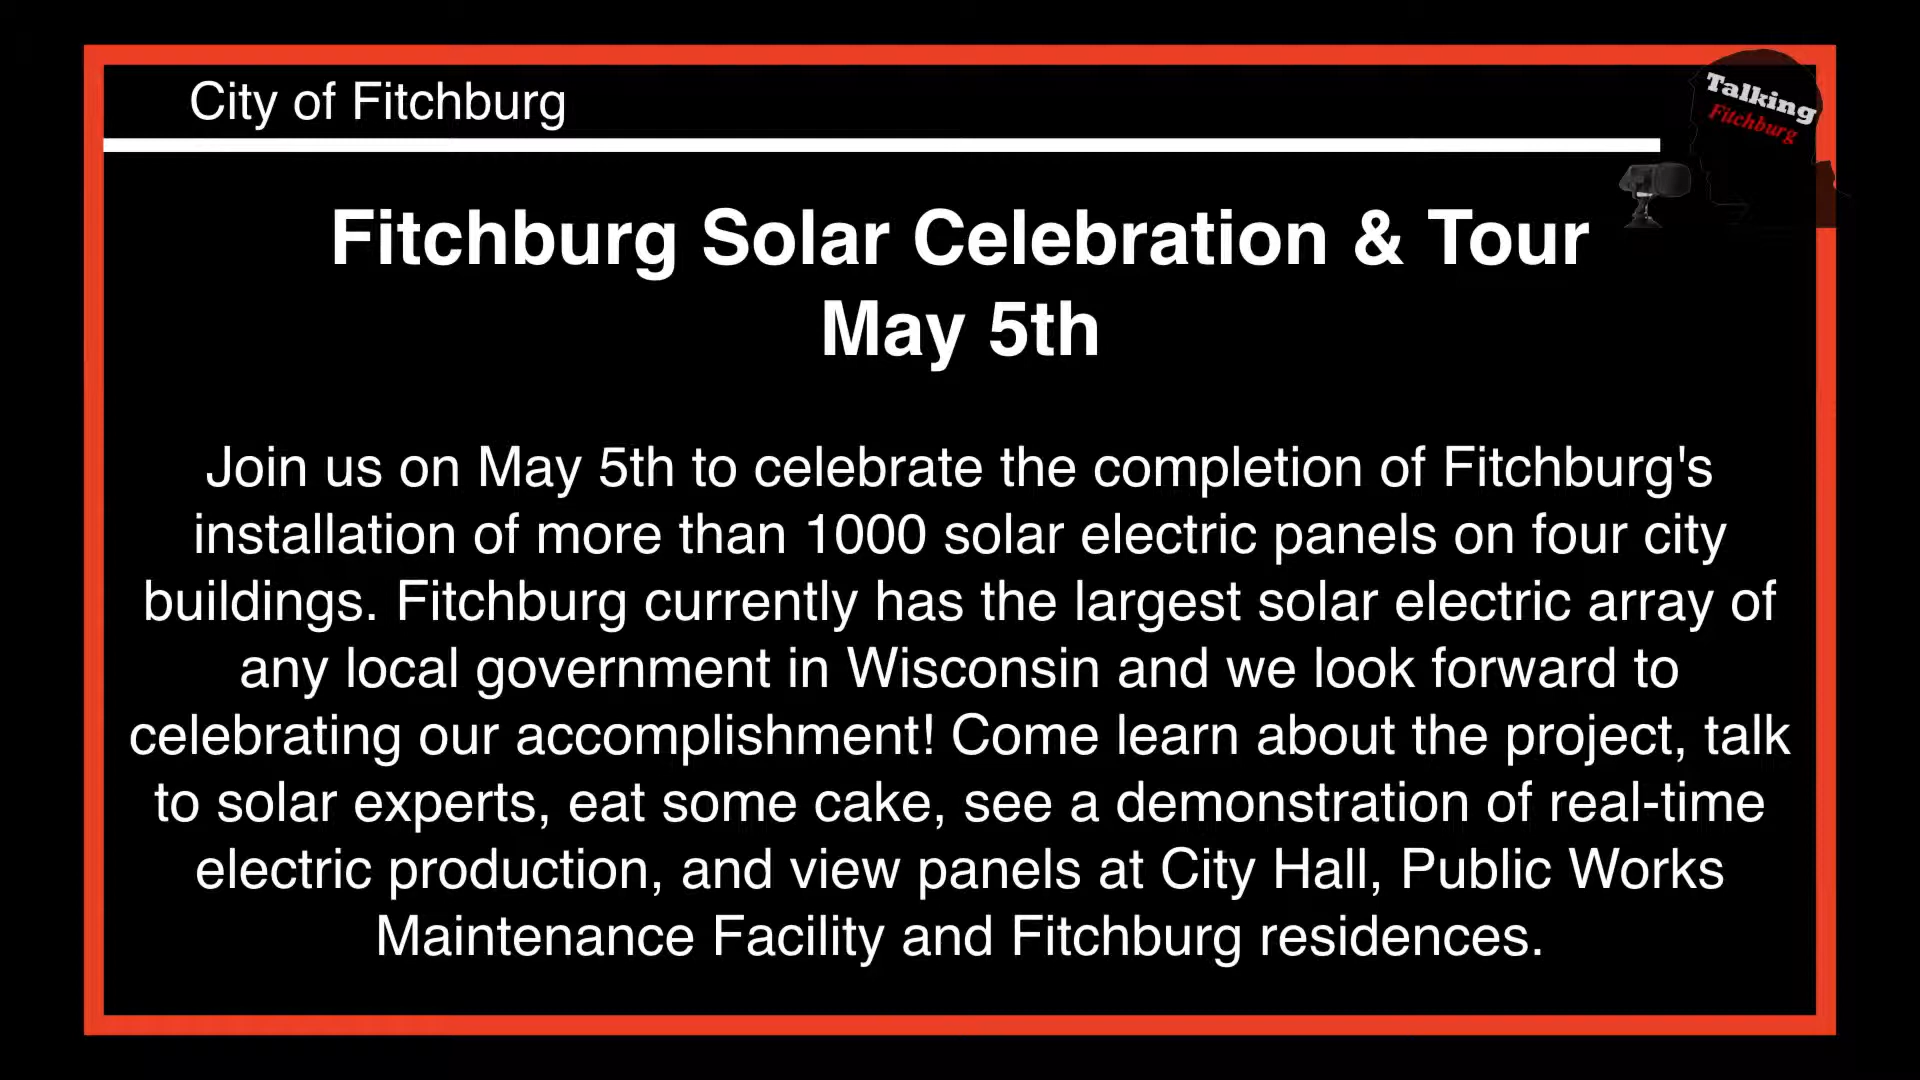 City of Fitchburg
Talking
Fitchburg
Fitchburg Solar Celebration & Tour
May 5th
Join us on May 5th to celebrate the completion of Fitchburg's
installation of more than 1000 solar electric panels on four city
buildings. Fitchburg currently has the largest solar electric array of
any local government in Wisconsin and we look forward to
celebrating our accomplishment! Come learn about the project, talk
to solar experts, eat some cake, see a demonstration of real-time
electric production, and view panels at City Hall, Public Works
Maintenance Facility and Fitchburg residences.